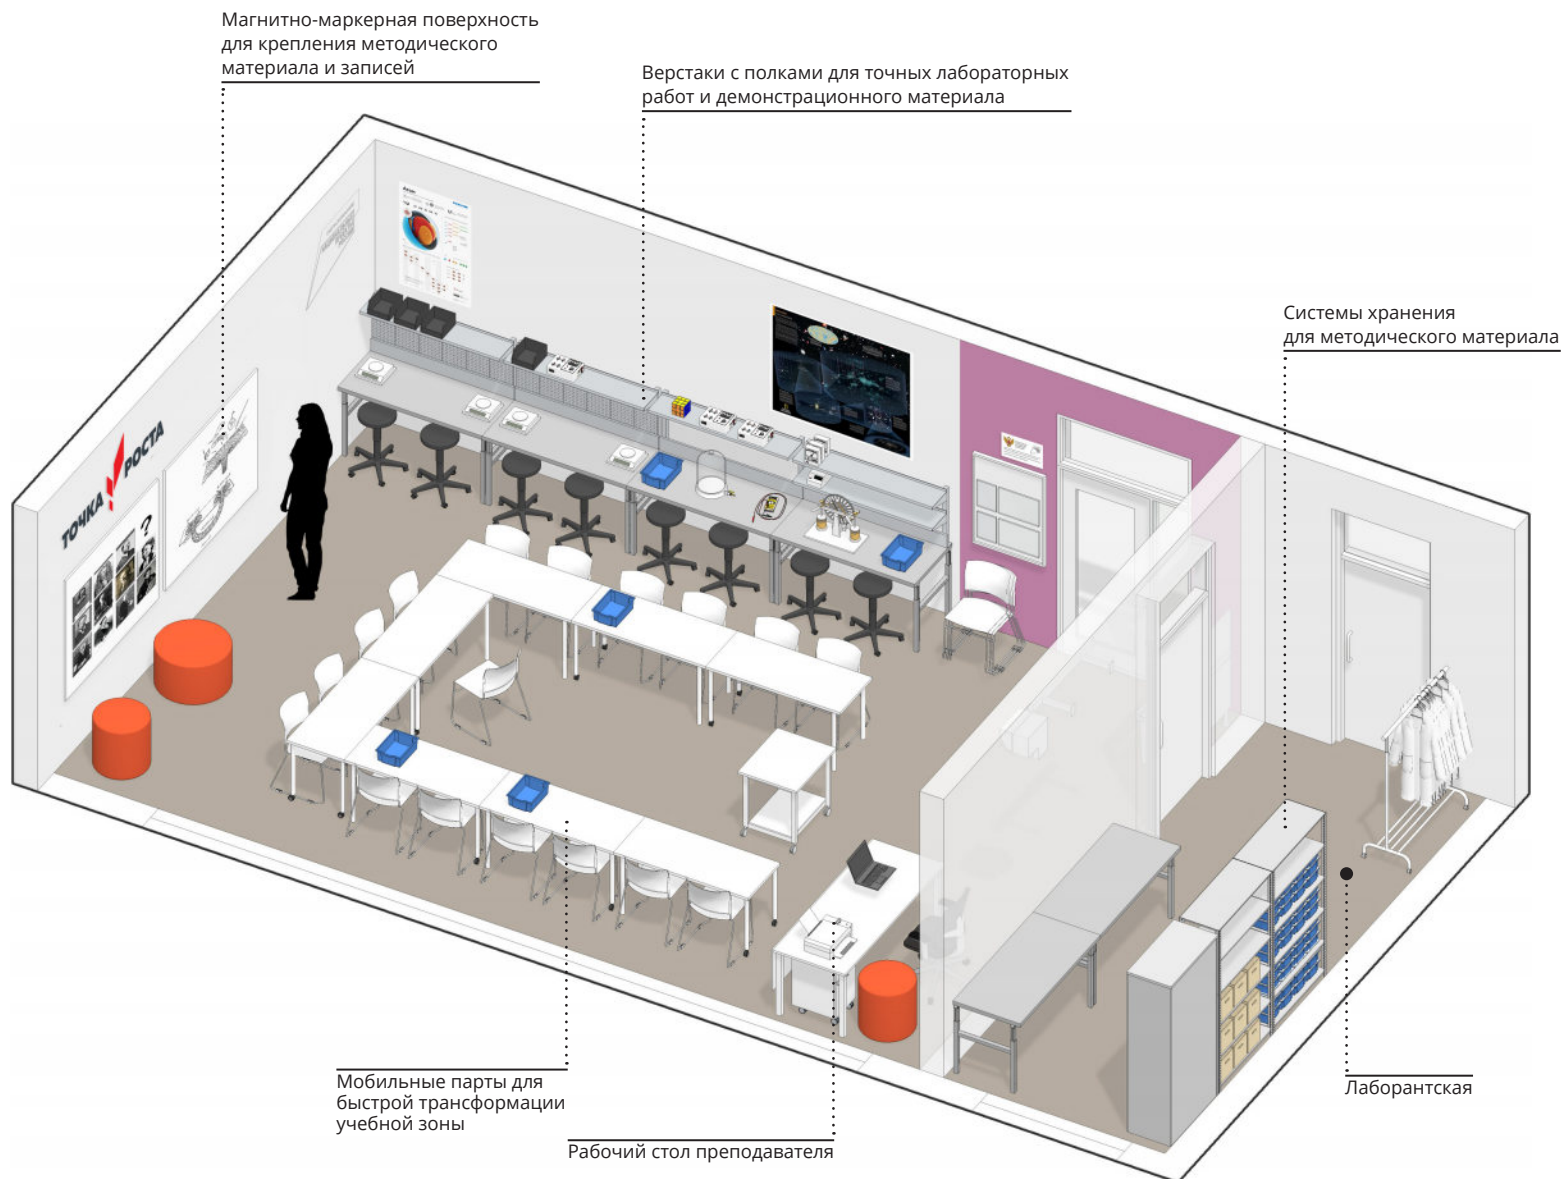 Магнитно-маркерная поверхность
для крепления методического
материала и записей
Верстаки с полками для точных лабораторных
работ и демонстрационного материала
Системы хранения
для методического материала
ТОЧКА РОСТА
?
Мобильные парты для
быстрой трансформации
учебной зоны
Рабочий стол преподавателя
Лаборантская